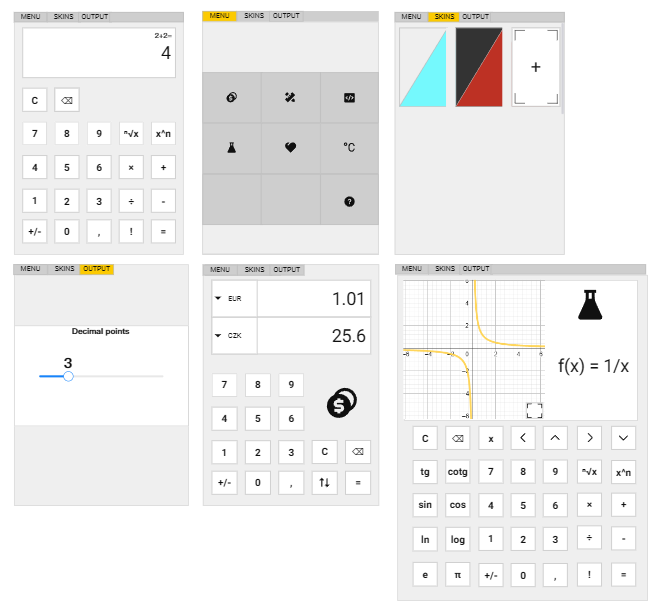 MENU SKINS OUTPUT
2+2=
4
C ⌫
7 8 9 ⁿ√x x^n
4 5 6 × +
1 2 3 ÷ -
+/- 0 , ! =
MENU SKINS OUTPUT
°C
?
MENU SKINS OUTPUT
+
MENU SKINS OUTPUT
Decimal points
3
MENU SKINS OUTPUT
EUR 1.01
CZK 25.6
7 8 9
$
4 5 6
1 2 3 C ⌫
+/- 0 , ↑↓ =
MENU SKINS OUTPUT
6
4
2
-6 -4 -2 0 2 4 6
-2
-4
-6
f(x) = 1/x
C ⌫ x < ^ > ˅
tg cotg 7 8 9 ⁿ√x x^n
sin cos 4 5 6 × +
ln log 1 2 3 ÷ -
e π +/- 0 , ! =